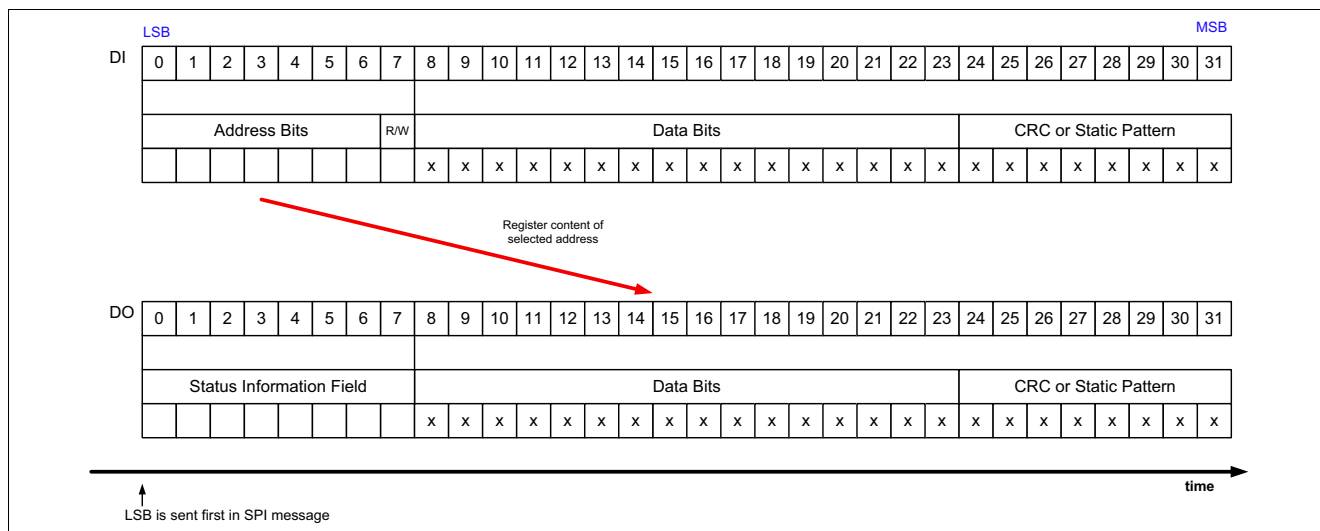 LSB MSB
DI 0 1 2 3 4 5 6 7 8 9 10 11 12 13 14 15 16 17 18 19 20 21 22 23 24 25 26 27 28 29 30 31
Address Bits R/W Data Bits CRC or Static Pattern
x x x x x x x x x x x x x x x x x x x x x x x x
Register content of
selected address
DO 0 1 2 3 4 5 6 7 8 9 10 11 12 13 14 15 16 17 18 19 20 21 22 23 24 25 26 27 28 29 30 31
Status Information Field Data Bits CRC or Static Pattern
x x x x x x x x x x x x x x x x x x x x x x x x
time
LSB is sent first in SPI message